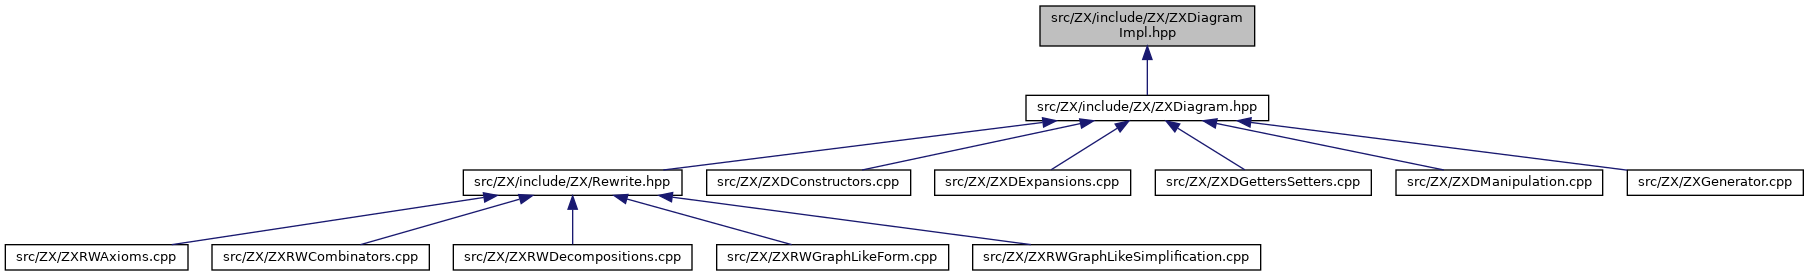 src/ZX/include/ZX/ZXDiagram
Impl.hpp
src/ZX/include/ZX/ZXDiagram.hpp
src/ZX/include/ZX/Rewrite.hpp
src/ZX/ZXDConstructors.cpp
src/ZX/ZXDExpansions.cpp
src/ZX/ZXDGettersSetters.cpp
src/ZX/ZXDManipulation.cpp
src/ZX/ZXGenerator.cpp
src/ZX/ZXRWAxioms.cpp
src/ZX/ZXRWCombinators.cpp
src/ZX/ZXRWDecompositions.cpp
src/ZX/ZXRWGraphLikeForm.cpp
src/ZX/ZXRWGraphLikeSimplification.cpp